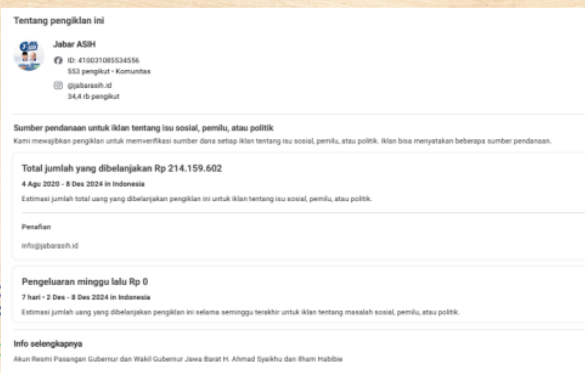 Tentang pengiklan ini
Jabar ASIH
ID: 410031085534556
553 pengikut • Komunitas
@jabarasih.id
34,4 rb pengikut
Sumber pendanaan untuk iklan tentang isu sosial, pemilu, atau politik
Kami mewajibkan pengiklan untuk memverifikasi sumber dana setiap iklan tentang isu sosial, pemilu, atau politik. Iklan bisa menyatakan beberapa sumber pendanaan.
Total jumlah yang dibelanjakan Rp 214.159.602
4 Agu 2020 - 8 Des 2024 in Indonesia
Estimasi jumlah total uang yang dibelanjakan pengiklan ini untuk iklan tentang isu sosial, pemilu, atau politik.
Penafian
info@jabarasih.id
Pengeluaran minggu lalu Rp 0
7 hari • 2 Des - 8 Des 2024 in Indonesia
Estimasi jumlah uang yang dibelanjakan pengiklan ini selama seminggu terakhir untuk iklan tentang masalah sosial, pemilu, atau politik.
Info selengkapnya
Akun Resmi Pasangan Gubernur dan Wakil Gubernur Jawa Barat H. Ahmad Syaikhu dan Ilham Habibie